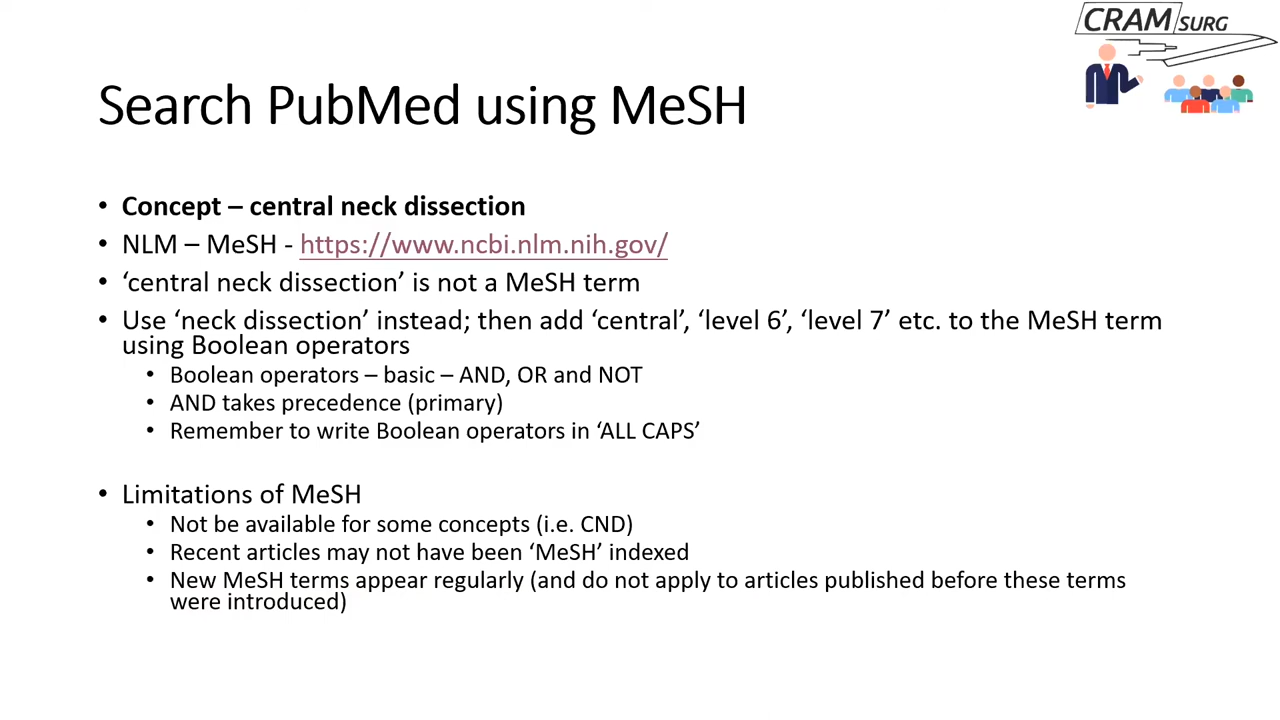 CRAM SURG
Search PubMed using MeSH
• Concept – central neck dissection
• NLM – MeSH - https://www.ncbi.nlm.nih.gov/
• ‘central neck dissection’ is not a MeSH term
• Use ‘neck dissection’ instead; then add ‘central’, ‘level 6’, ‘level 7’ etc. to the MeSH term
using Boolean operators
• Boolean operators – basic – AND, OR and NOT
• AND takes precedence (primary)
• Remember to write Boolean operators in ‘ALL CAPS’
• Limitations of MeSH
• Not be available for some concepts (i.e. CND)
• Recent articles may not have been ‘MeSH’ indexed
• New MeSH terms appear regularly (and do not apply to articles published before these terms
were introduced)